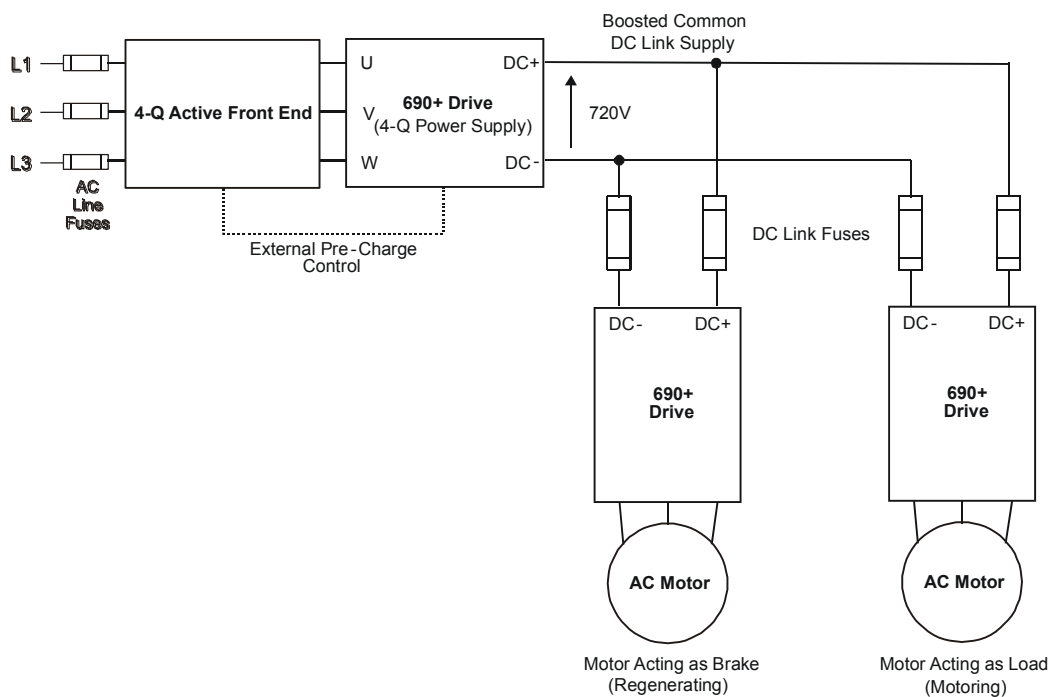 Boosted Common
DC Link Supply
L1
L2
L3
AC
Line
Fuses
4-Q Active Front End
U
V
W
690+ Drive
(4-Q Power Supply)
DC+
DC-
720V
External Pre-Charge
Control
DC Link Fuses
DC-
DC+
690+
Drive
AC Motor
Motor Acting as Brake
(Regenerating)
DC-
DC+
690+
Drive
AC Motor
Motor Acting as Load
(Motoring)